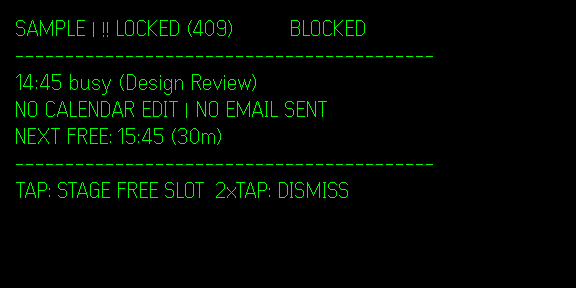 SAMPLE | !! LOCKED (409) BLOCKED
------------------------------------------
14:45 busy (Design Review)
NO CALENDAR EDIT | NO EMAIL SENT
NEXT FREE: 15:45 (30m)
------------------------------------------
TAP: STAGE FREE SLOT 2xTAP: DISMISS